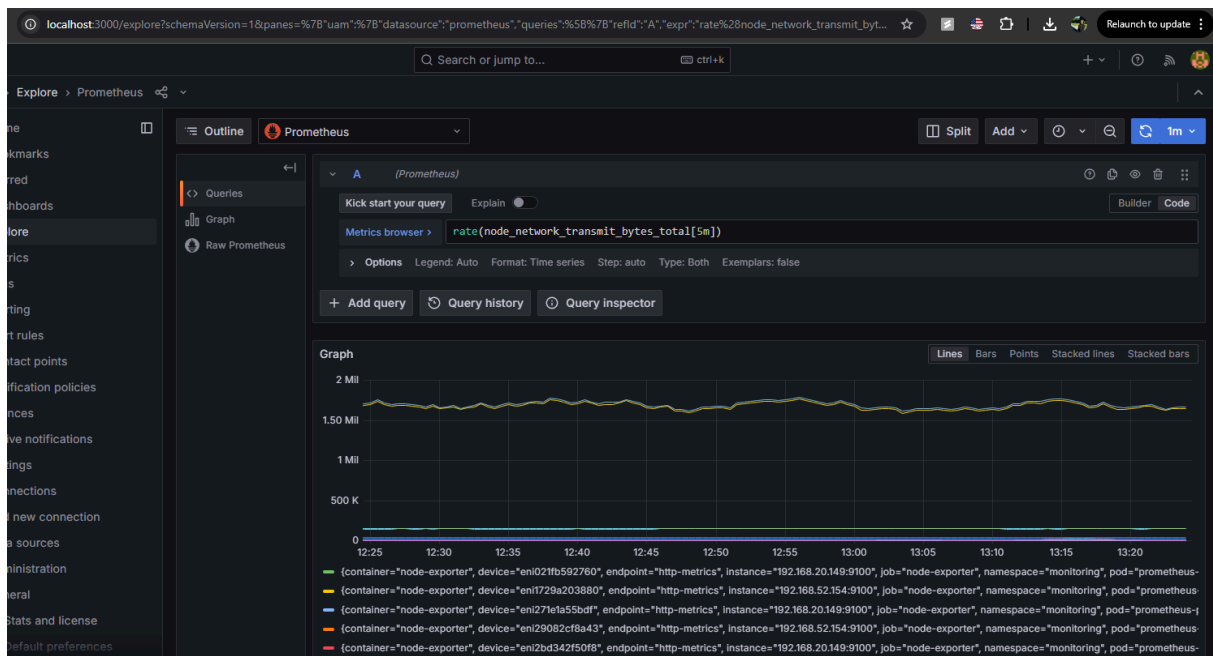 localhost:3000/explore?schemaVersion=1&panes=%7B"uam":%7B"datasource":"prometheus","queries":%5B%7B"refId":"A","expr":"rate%28node_network_transmit_byt...
Relaunch to update
Search or jump to...
ctrl+k
Explore › Prometheus
me
okmarks
rred
shboards
lore
trics
s
rting
rt rules
ntact points
ification policies
nces
ive notifications
tings
nnections
d new connection
a sources
ministration
neral
Stats and license
Default preferences
Outline
Prometheus
Split
Add
1m
Queries
Graph
Raw Prometheus
A (Prometheus)
Kick start your query
Explain
Builder
Code
Metrics browser >
rate(node_network_transmit_bytes_total[5m])
> Options Legend: Auto Format: Time series Step: auto Type: Both Exemplars: false
+ Add query
Query history
Query inspector
Graph
Lines Bars Points Stacked lines Stacked bars
2 Mil
1.50 Mil
1 Mil
500 K
0
12:25 12:30 12:35 12:40 12:45 12:50 12:55 13:00 13:05 13:10 13:15 13:20
{container="node-exporter", device="eni021fb592760", endpoint="http-metrics", instance="192.168.20.149:9100", job="node-exporter", namespace="monitoring", pod="prometheus-
{container="node-exporter", device="eni1729a203880", endpoint="http-metrics", instance="192.168.52.154:9100", job="node-exporter", namespace="monitoring", pod="prometheus-
{container="node-exporter", device="eni271e1a55bdf", endpoint="http-metrics", instance="192.168.20.149:9100", job="node-exporter", namespace="monitoring", pod="prometheus-p
{container="node-exporter", device="eni29082cf8a43", endpoint="http-metrics", instance="192.168.52.154:9100", job="node-exporter", namespace="monitoring", pod="prometheus-
{container="node-exporter", device="eni2bd342f50f8", endpoint="http-metrics", instance="192.168.20.149:9100", job="node-exporter", namespace="monitoring", pod="prometheus-